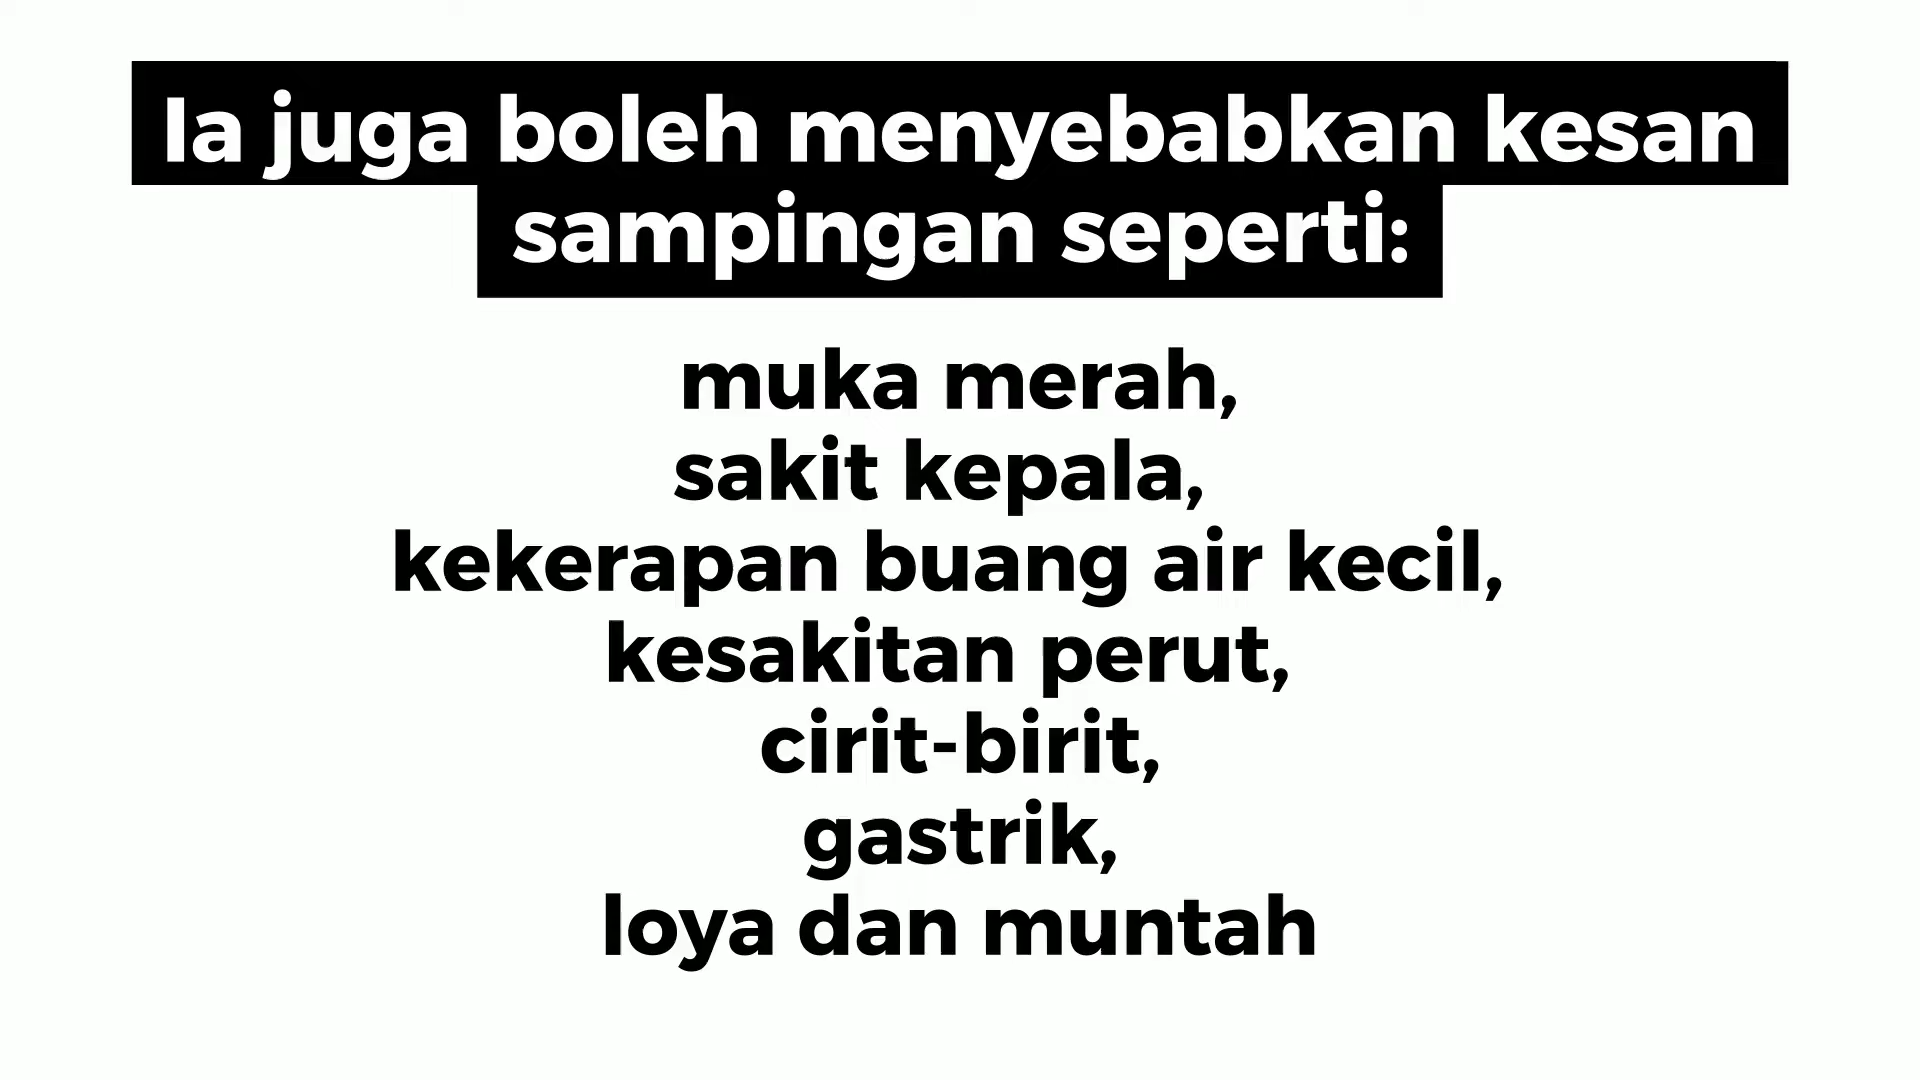 Ia juga boleh menyebabkan kesan
sampingan seperti:
muka merah,
sakit kepala,
kekerapan buang air kecil,
kesakitan perut,
cirit-birit,
gastrik,
loya dan muntah